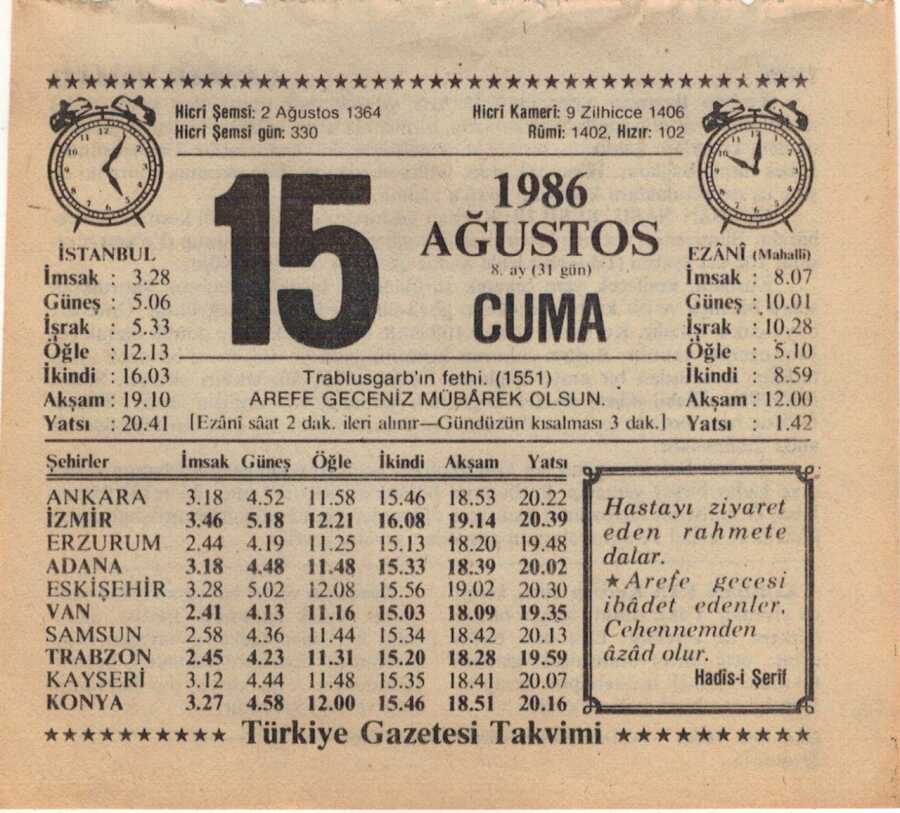 Hicrî Şemsî: 2 Ağustos 1364
Hicrî Şemsî gün: 330
Hicrî Kamerî: 9 Zilhicce 1406
Rûmî: 1402, Hızır: 102
15
1986
AĞUSTOS
8. ay (31 gün)
CUMA
İSTANBUL
İmsak : 3.28
Güneş : 5.06
İşrak : 5.33
Öğle : 12.13
İkindi : 16.03
Akşam : 19.10
Yatsı : 20.41
EZÂNÎ (Mahallî)
İmsak : 8.07
Güneş : 10.01
İşrak : 10.28
Öğle : 5.10
İkindi : 8.59
Akşam : 12.00
Yatsı : 1.42
Trablusgarb'ın fethi. (1551)
AREFE GECENİZ MÜBÂREK OLSUN.
[Ezânî sâat 2 dak. ileri alınır—Gündüzün kısalması 3 dak.]
Şehirler İmsak Güneş Öğle İkindi Akşam Yatsı
ANKARA 3.18 4.52 11.58 15.46 18.53 20.22
İZMİR 3.46 5.18 12.21 16.08 19.14 20.39
ERZURUM 2.44 4.19 11.25 15.13 18.20 19.48
ADANA 3.18 4.48 11.48 15.33 18.39 20.02
ESKİŞEHİR 3.28 5.02 12.08 15.56 19.02 20.30
VAN 2.41 4.13 11.16 15.03 18.09 19.35
SAMSUN 2.58 4.36 11.44 15.34 18.42 20.13
TRABZON 2.45 4.23 11.31 15.20 18.28 19.59
KAYSERİ 3.12 4.44 11.48 15.35 18.41 20.07
KONYA 3.27 4.58 12.00 15.46 18.51 20.16
Hastayı ziyaret
eden rahmete
dalar.
★ Arefe gecesi
ibâdet edenler,
Cehennemden
âzâd olur.
Hadîs-i Şerîf
Türkiye Gazetesi Takvimi